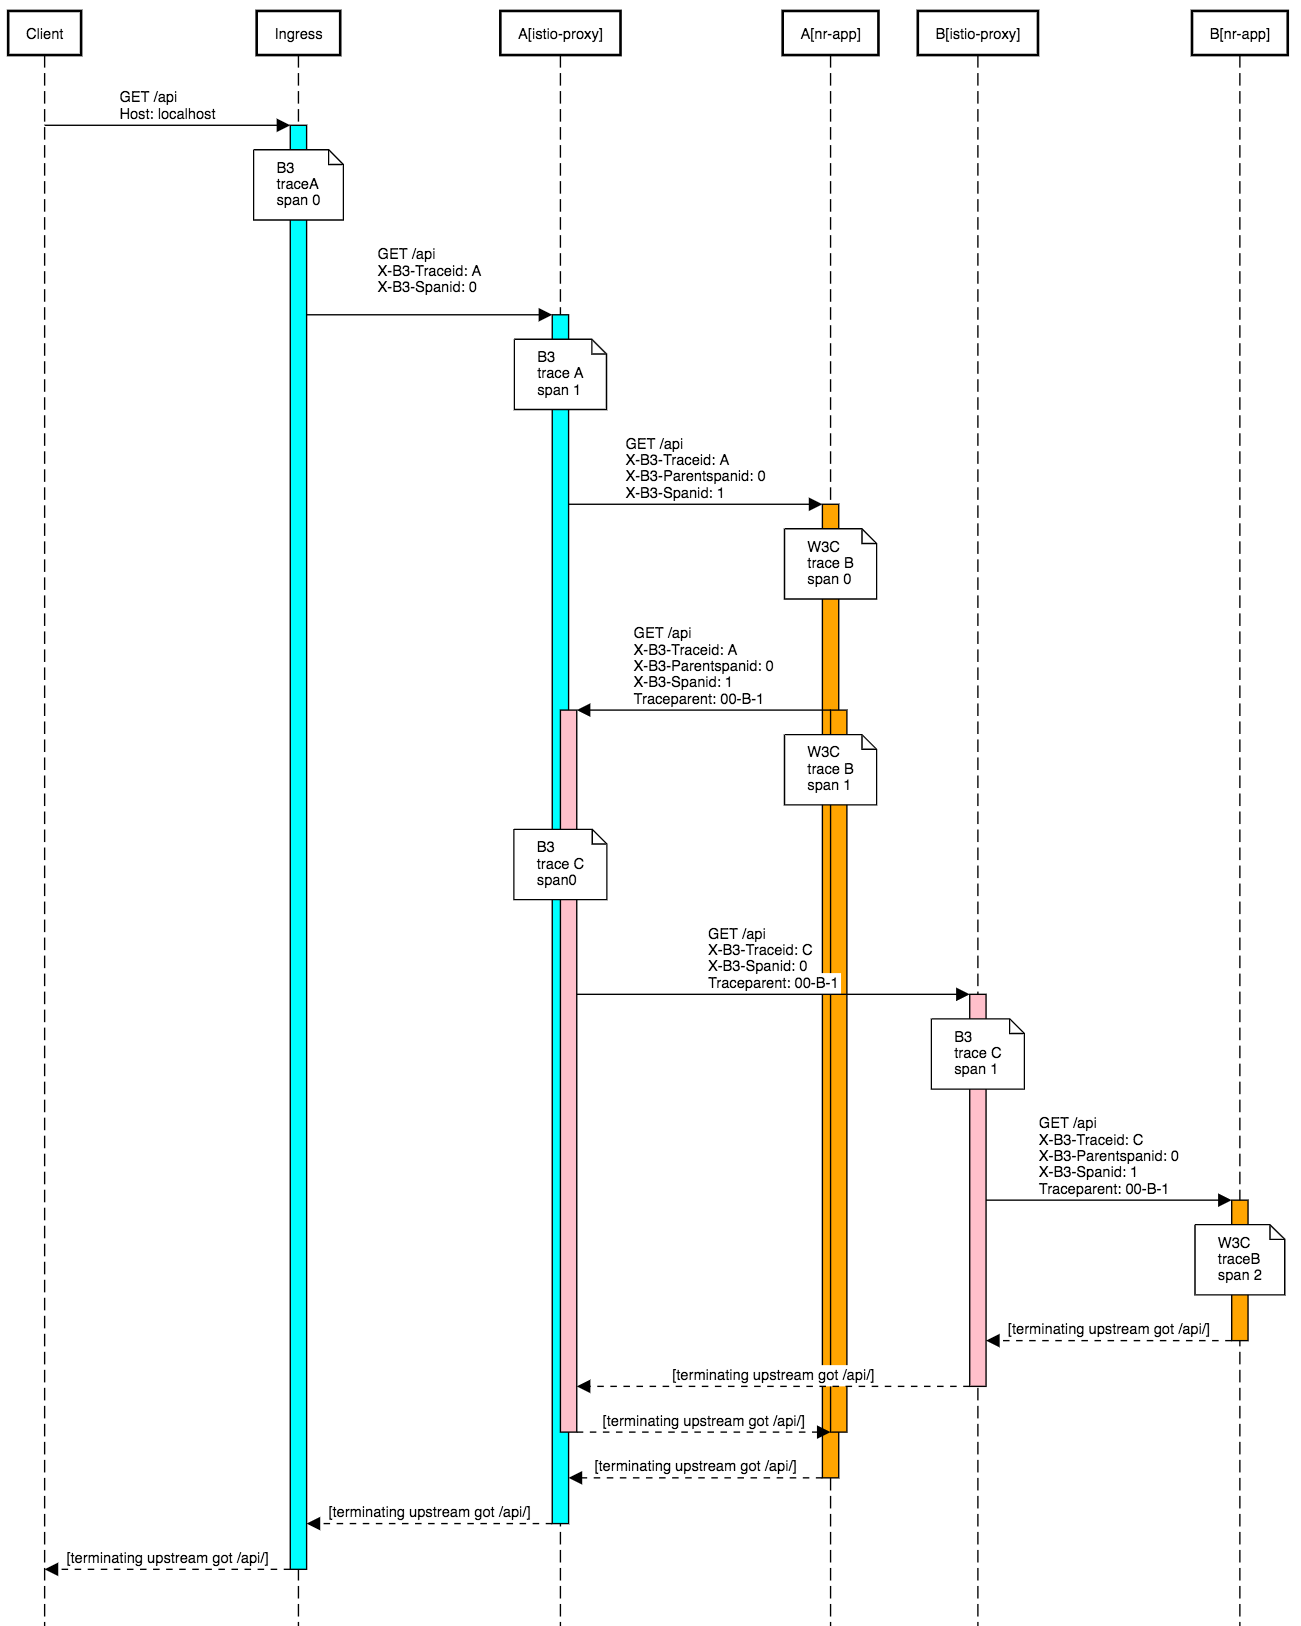 Client
Ingress
A[istio-proxy]
A[nr-app]
B[istio-proxy]
B[nr-app]
GET /api
Host: localhost
B3
traceA
span 0
GET /api
X-B3-Traceid: A
X-B3-Spanid: 0
B3
trace A
span 1
GET /api
X-B3-Traceid: A
X-B3-Parentspanid: 0
X-B3-Spanid: 1
W3C
trace B
span 0
GET /api
X-B3-Traceid: A
X-B3-Parentspanid: 0
X-B3-Spanid: 1
Traceparent: 00-B-1
W3C
trace B
span 1
B3
trace C
span0
GET /api
X-B3-Traceid: C
X-B3-Spanid: 0
Traceparent: 00-B-1
B3
trace C
span 1
GET /api
X-B3-Traceid: C
X-B3-Parentspanid: 0
X-B3-Spanid: 1
Traceparent: 00-B-1
W3C
traceB
span 2
[terminating upstream got /api/]
[terminating upstream got /api/]
[terminating upstream got /api/]
[terminating upstream got /api/]
[terminating upstream got /api/]
[terminating upstream got /api/]